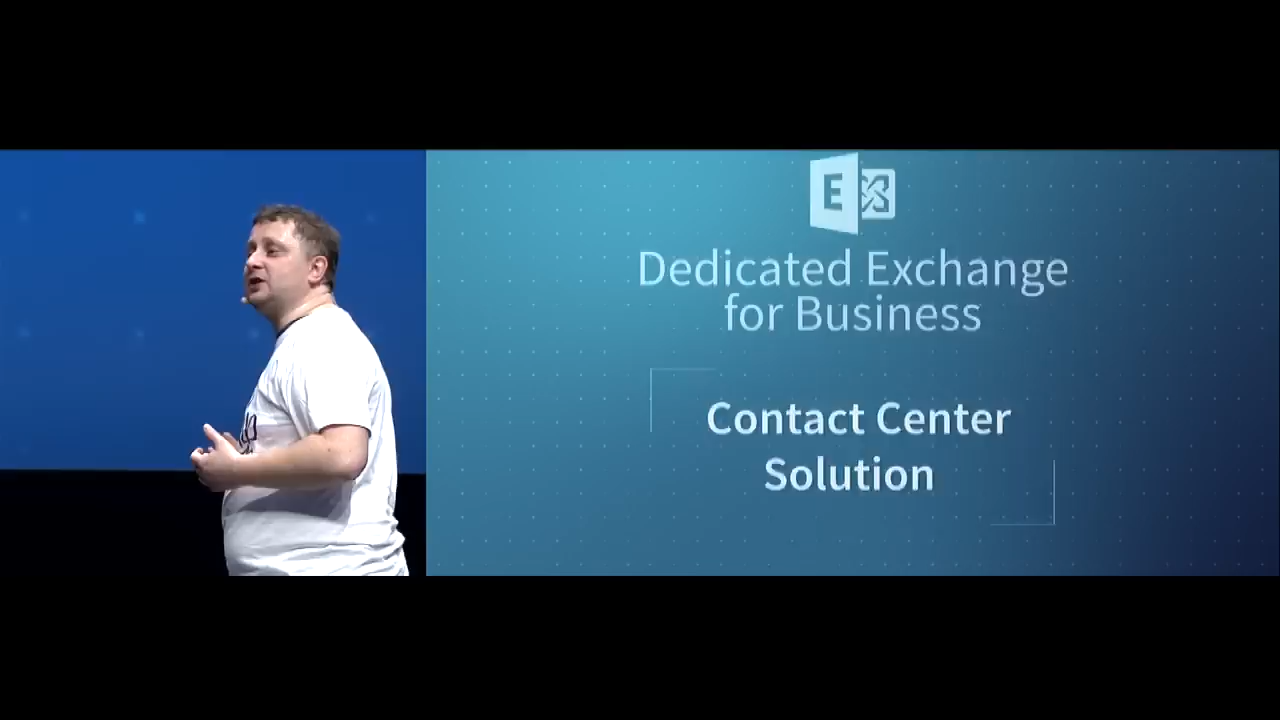 E
Dedicated Exchange
for Business
Contact Center
Solution